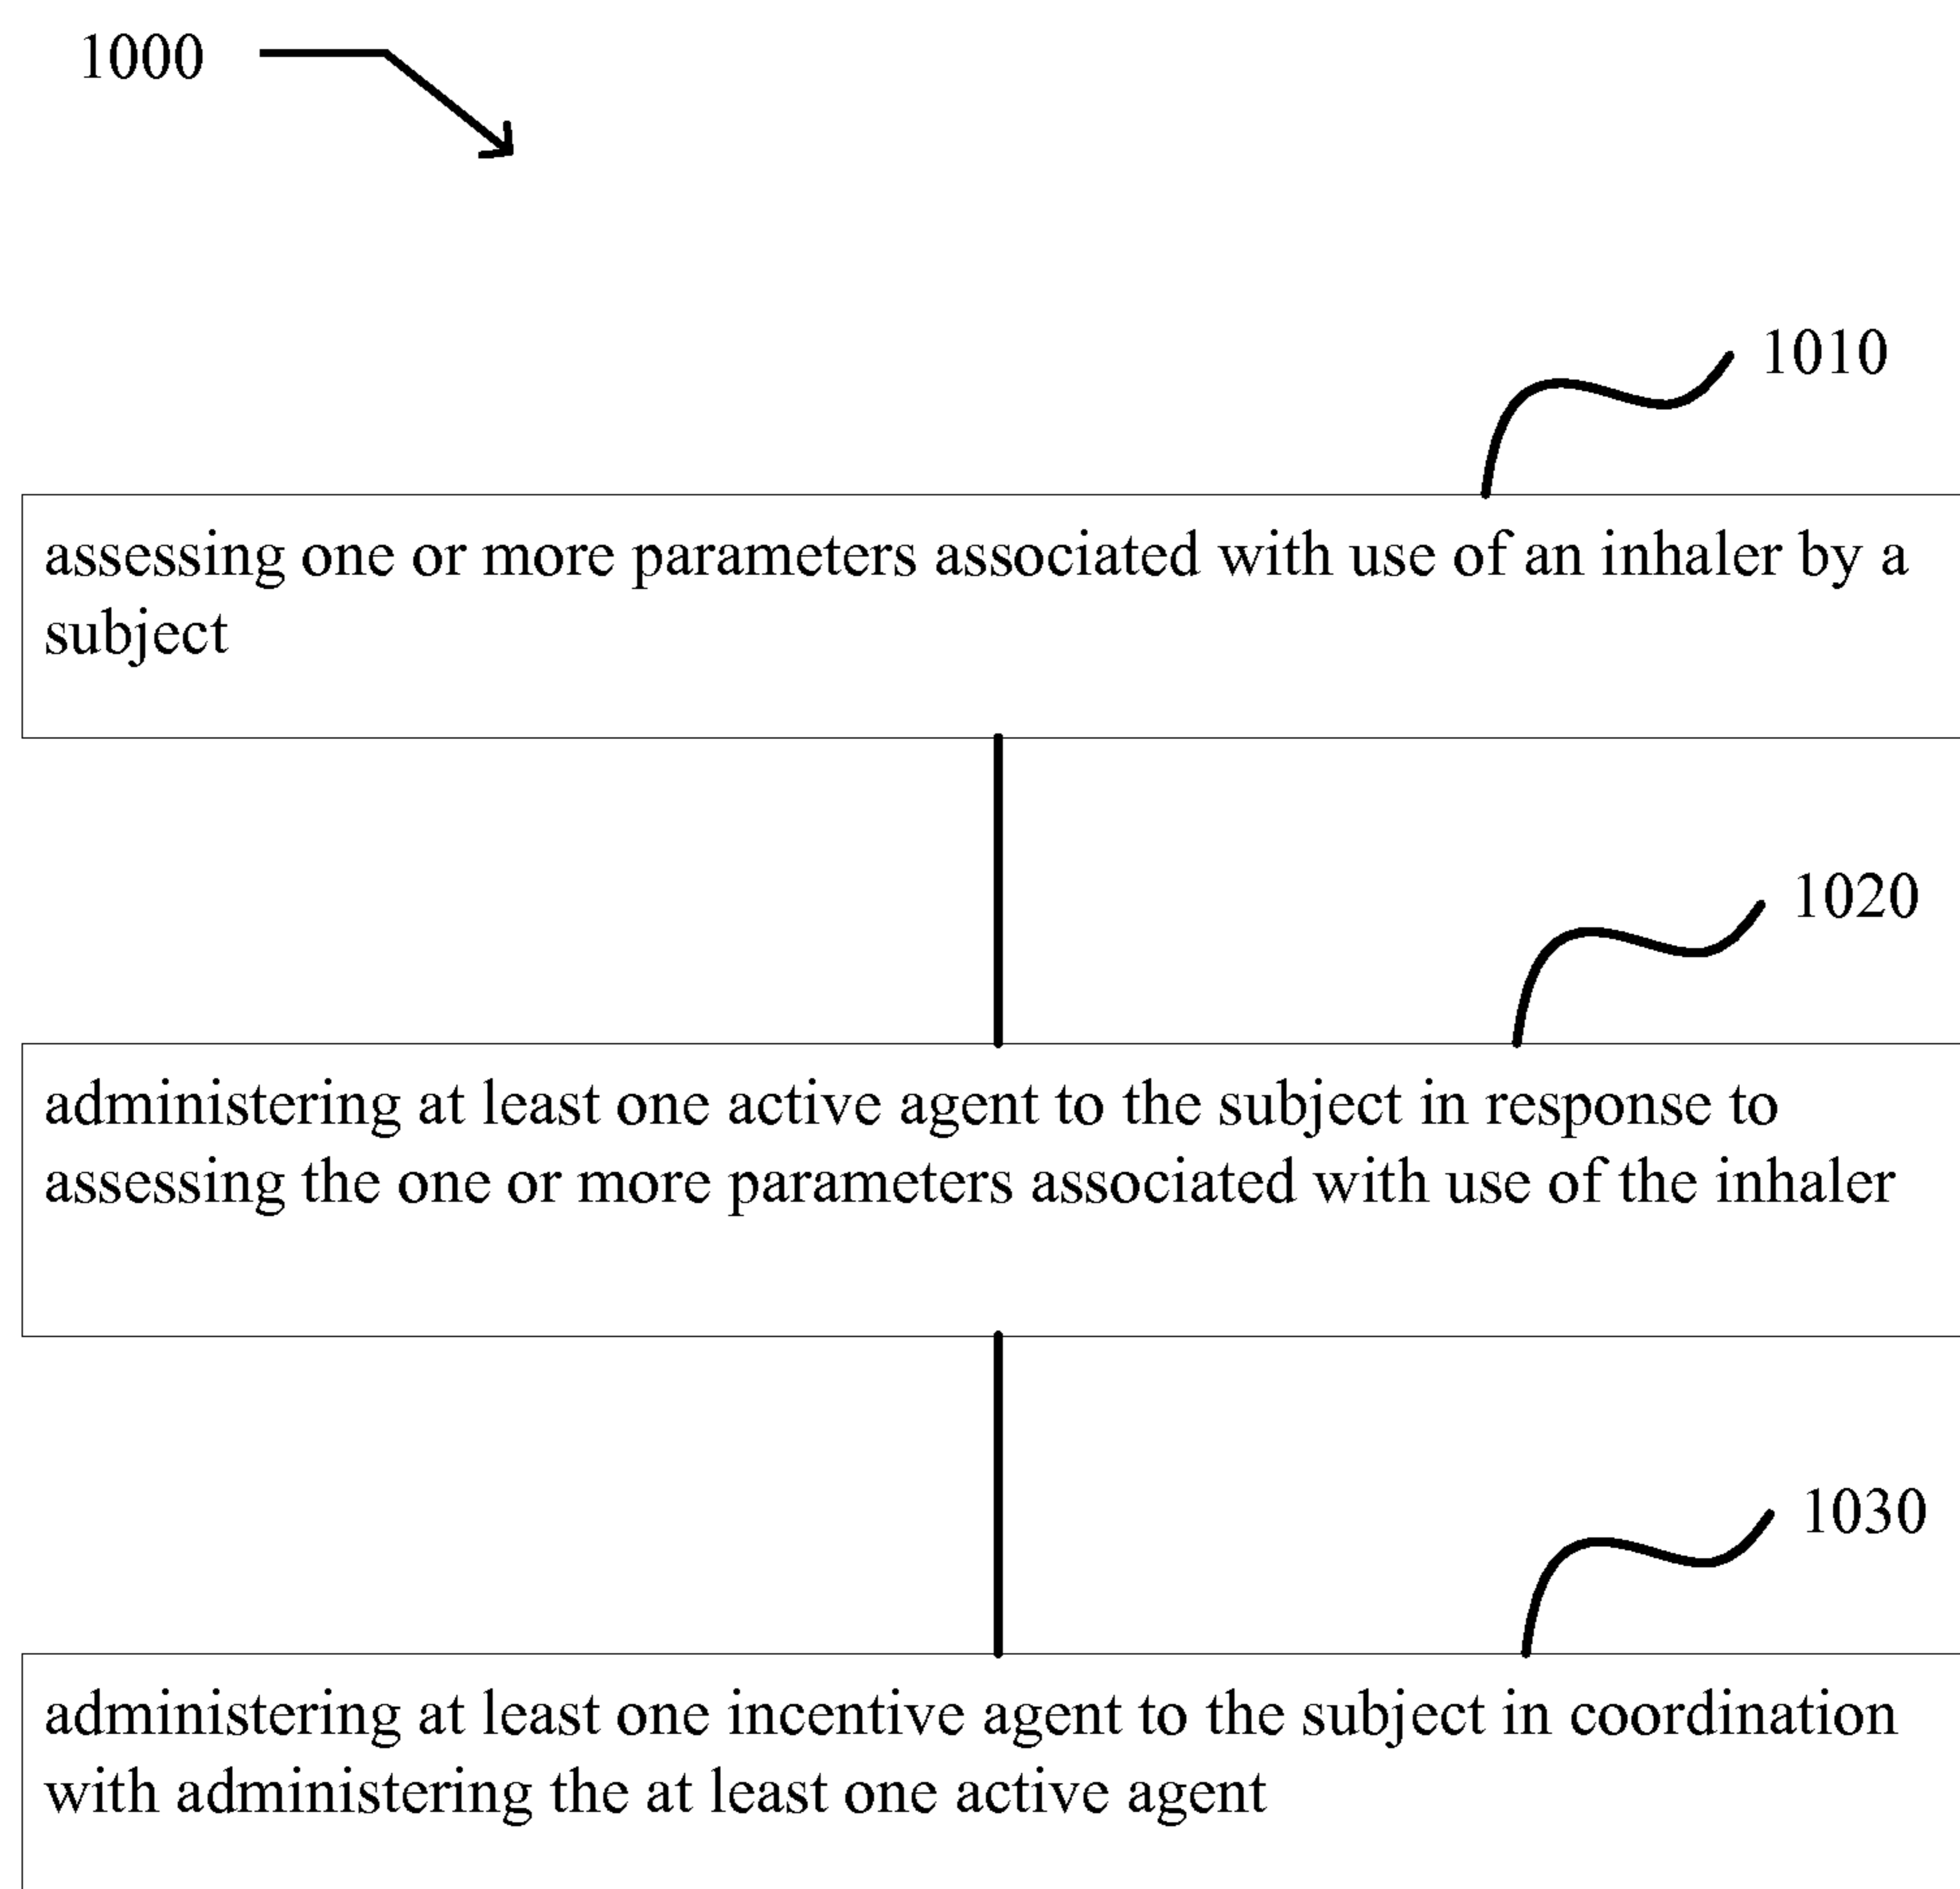 1000
1010
assessing one or more parameters associated with use of an inhaler by a
subject
1020
administering at least one active agent to the subject in response to
assessing the one or more parameters associated with use of the inhaler
1030
administering at least one incentive agent to the subject in coordination
with administering the at least one active agent